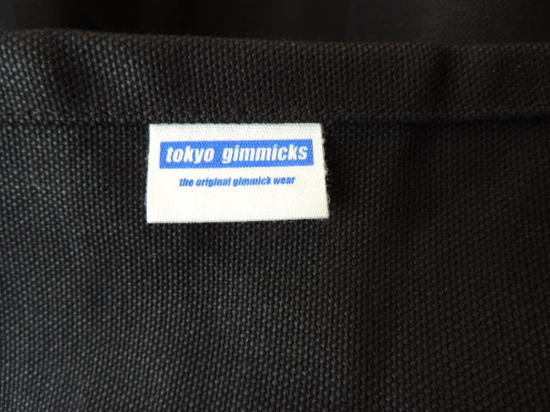 tokyo gimmicks
the original gimmick wear